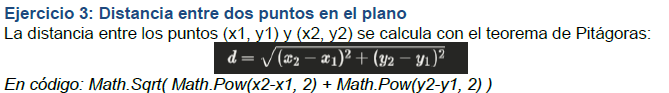 Ejercicio 3: Distancia entre dos puntos en el plano
La distancia entre los puntos (x1, y1) y (x2, y2) se calcula con el teorema de Pitágoras:
d = √(x₂ − x₁)² + (y₂ − y₁)²
En código: Math.Sqrt( Math.Pow(x2-x1, 2) + Math.Pow(y2-y1, 2) )